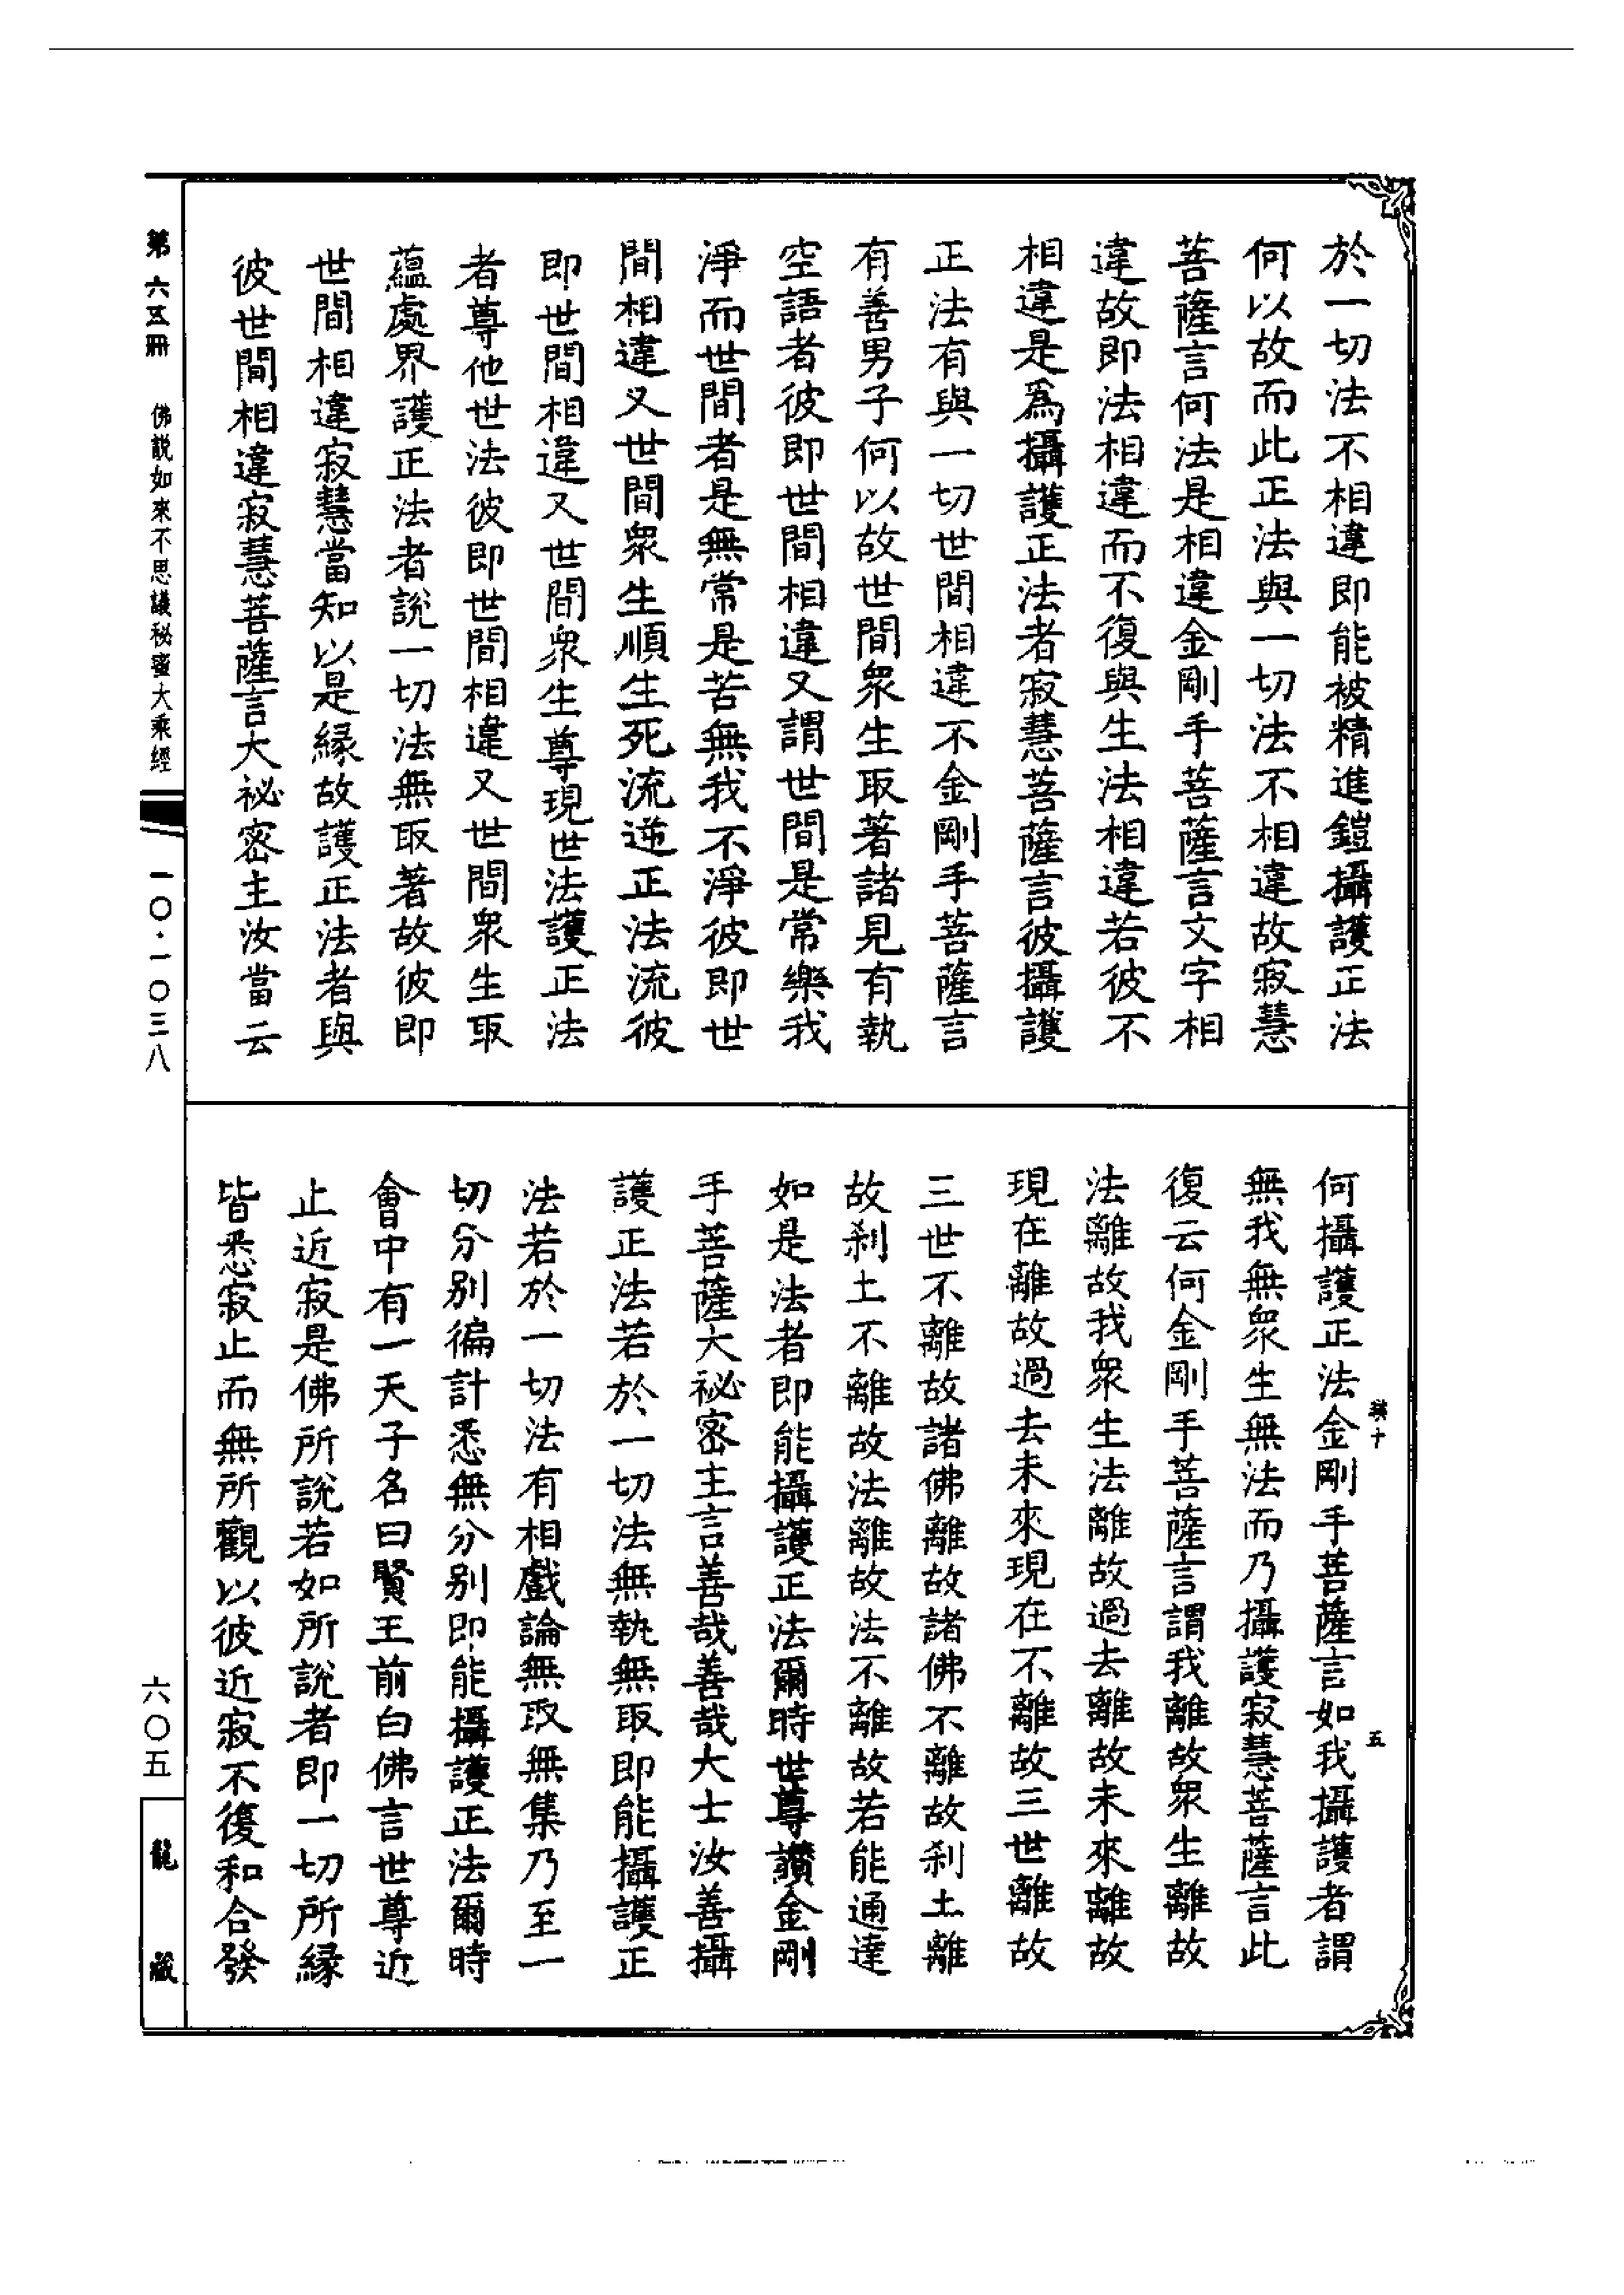 於一切法不相違即能被精進鎧攝護正法
何以故而此正法與一切法不相違故寂慧
菩薩言何法是相違金剛手菩薩言文字相
違故即法相違而不復與生法相違若彼不
相違是爲攝護正法者寂慧菩薩言彼攝護
正法有與一切世間相違不金剛手菩薩言
有善男子何以故世間眾生取著諸見有執
空語者彼即世間相違又謂世間是常樂我
淨而世間者是無常是苦無我不淨彼即世
間相違又世間眾生順生死流逆正法流彼
即世間相違又世間眾生尊現世法護正法
者尊他世法彼即世間相違又世間眾生取
蘊處界護正法者說一切法無取著故彼即
世間相違寂慧當知以是緣故護正法者與
彼世間相違寂慧菩薩言大祕密主汝當云
何攝護正法金剛手菩薩言如我攝護者謂
無我無眾生無法而乃攝護寂慧菩薩言此
復云何金剛手菩薩言謂我離故眾生離故
法離故我眾生法離故過去離故未來離故
現在離故過去未來現在不離故三世離故
三世不離故諸佛離故諸佛不離故刹土離
故刹土不離故法離故法不離故若能通達
如是法者即能攝護正法爾時世尊讚金剛
手菩薩大祕密主言善哉善哉大士汝善攝
護正法若於一切法無執無取即能攝護正
法若於一切法有相戲論無取無集乃至一
切分別徧計悉無分別即能攝護正法爾時
會中有一天子名曰賢王前白佛言世尊近
止近寂是佛所說若如所說者即一切所緣
皆悉寂止而無所觀以彼近寂不復和合發
五
第六五冊 佛說如來不思議秘密大乘經
一〇·一〇三八
六〇五
龍藏